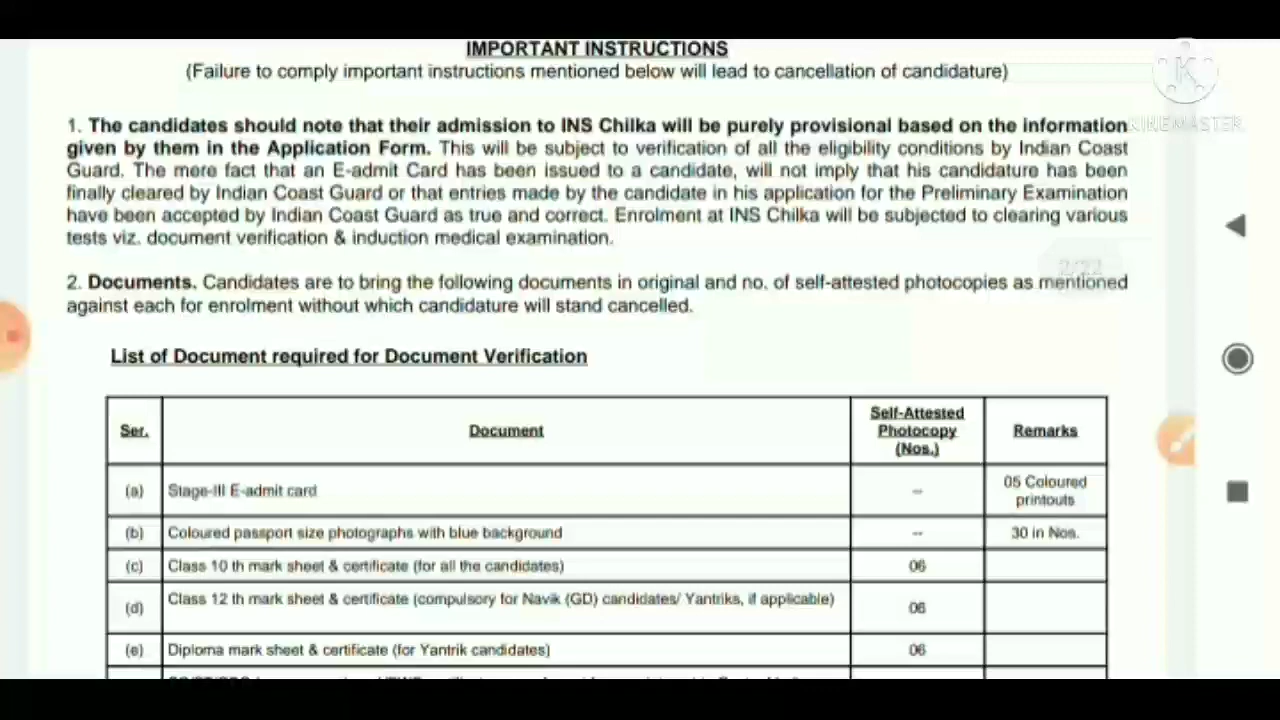 IMPORTANT INSTRUCTIONS
(Failure to comply important instructions mentioned below will lead to cancellation of candidature)
KINEMASTER
1. The candidates should note that their admission to INS Chilka will be purely provisional based on the information
given by them in the Application Form. This will be subject to verification of all the eligibility conditions by Indian Coast
Guard. The mere fact that an E-admit Card has been issued to a candidate, will not imply that his candidature has been
finally cleared by Indian Coast Guard or that entries made by the candidate in his application for the Preliminary Examination
have been accepted by Indian Coast Guard as true and correct. Enrolment at INS Chilka will be subjected to clearing various
tests viz. document verification & induction medical examination.
2/22
2. Documents. Candidates are to bring the following documents in original and no. of self-attested photocopies as mentioned
against each for enrolment without which candidature will stand cancelled.
List of Document required for Document Verification
Ser. Document Self-Attested Photocopy (Nos.) Remarks
(a) Stage-III E-admit card -- 05 Coloured printouts
(b) Coloured passport size photographs with blue background -- 30 in Nos.
(c) Class 10 th mark sheet & certificate (for all the candidates) 06
(d) Class 12 th mark sheet & certificate (compulsory for Navik (GD) candidates/ Yantriks, if applicable) 06
(e) Diploma mark sheet & certificate (for Yantrik candidates) 06